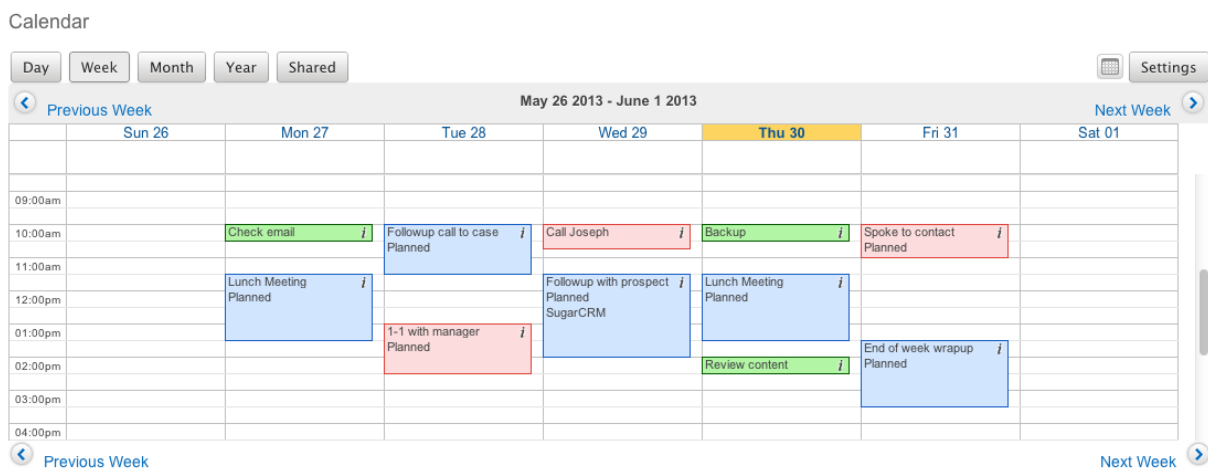 Calendar
Day Week Month Year Shared Settings
Previous Week May 26 2013 - June 1 2013 Next Week
Sun 26 Mon 27 Tue 28 Wed 29 Thu 30 Fri 31 Sat 01
09:00am
10:00am
Check email i
Followup call to case i
Planned
Call Joseph i
Backup i
Spoke to contact i
Planned
11:00am
Lunch Meeting i
Planned
Followup with prospect i
Planned
SugarCRM
Lunch Meeting i
Planned
12:00pm
01:00pm
1-1 with manager i
Planned
End of week wrapup i
Planned
02:00pm
Review content i
03:00pm
04:00pm
Previous Week Next Week